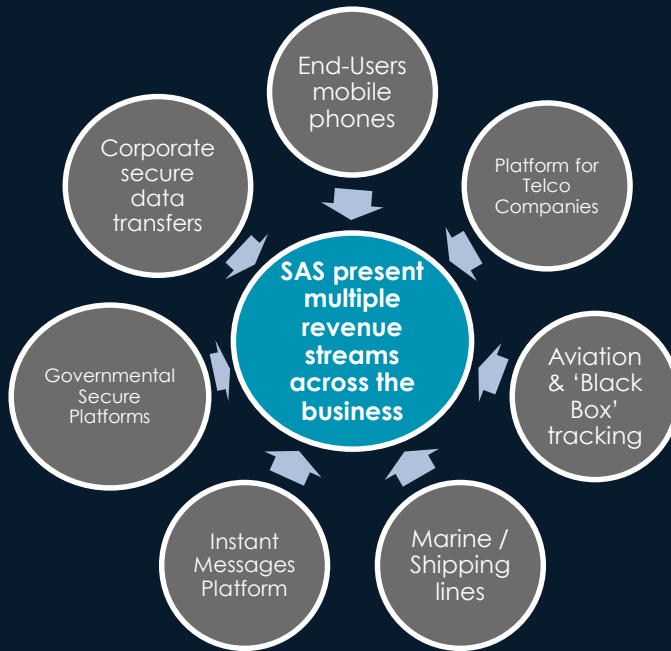 End-Users
mobile
phones
Corporate
secure
data
transfers
Platform for
Telco
Companies
SAS present
multiple
revenue
streams
across the
business
Governmental
Secure
Platforms
Aviation
& ‘Black
Box’
tracking
Instant
Messages
Platform
Marine /
Shipping
lines